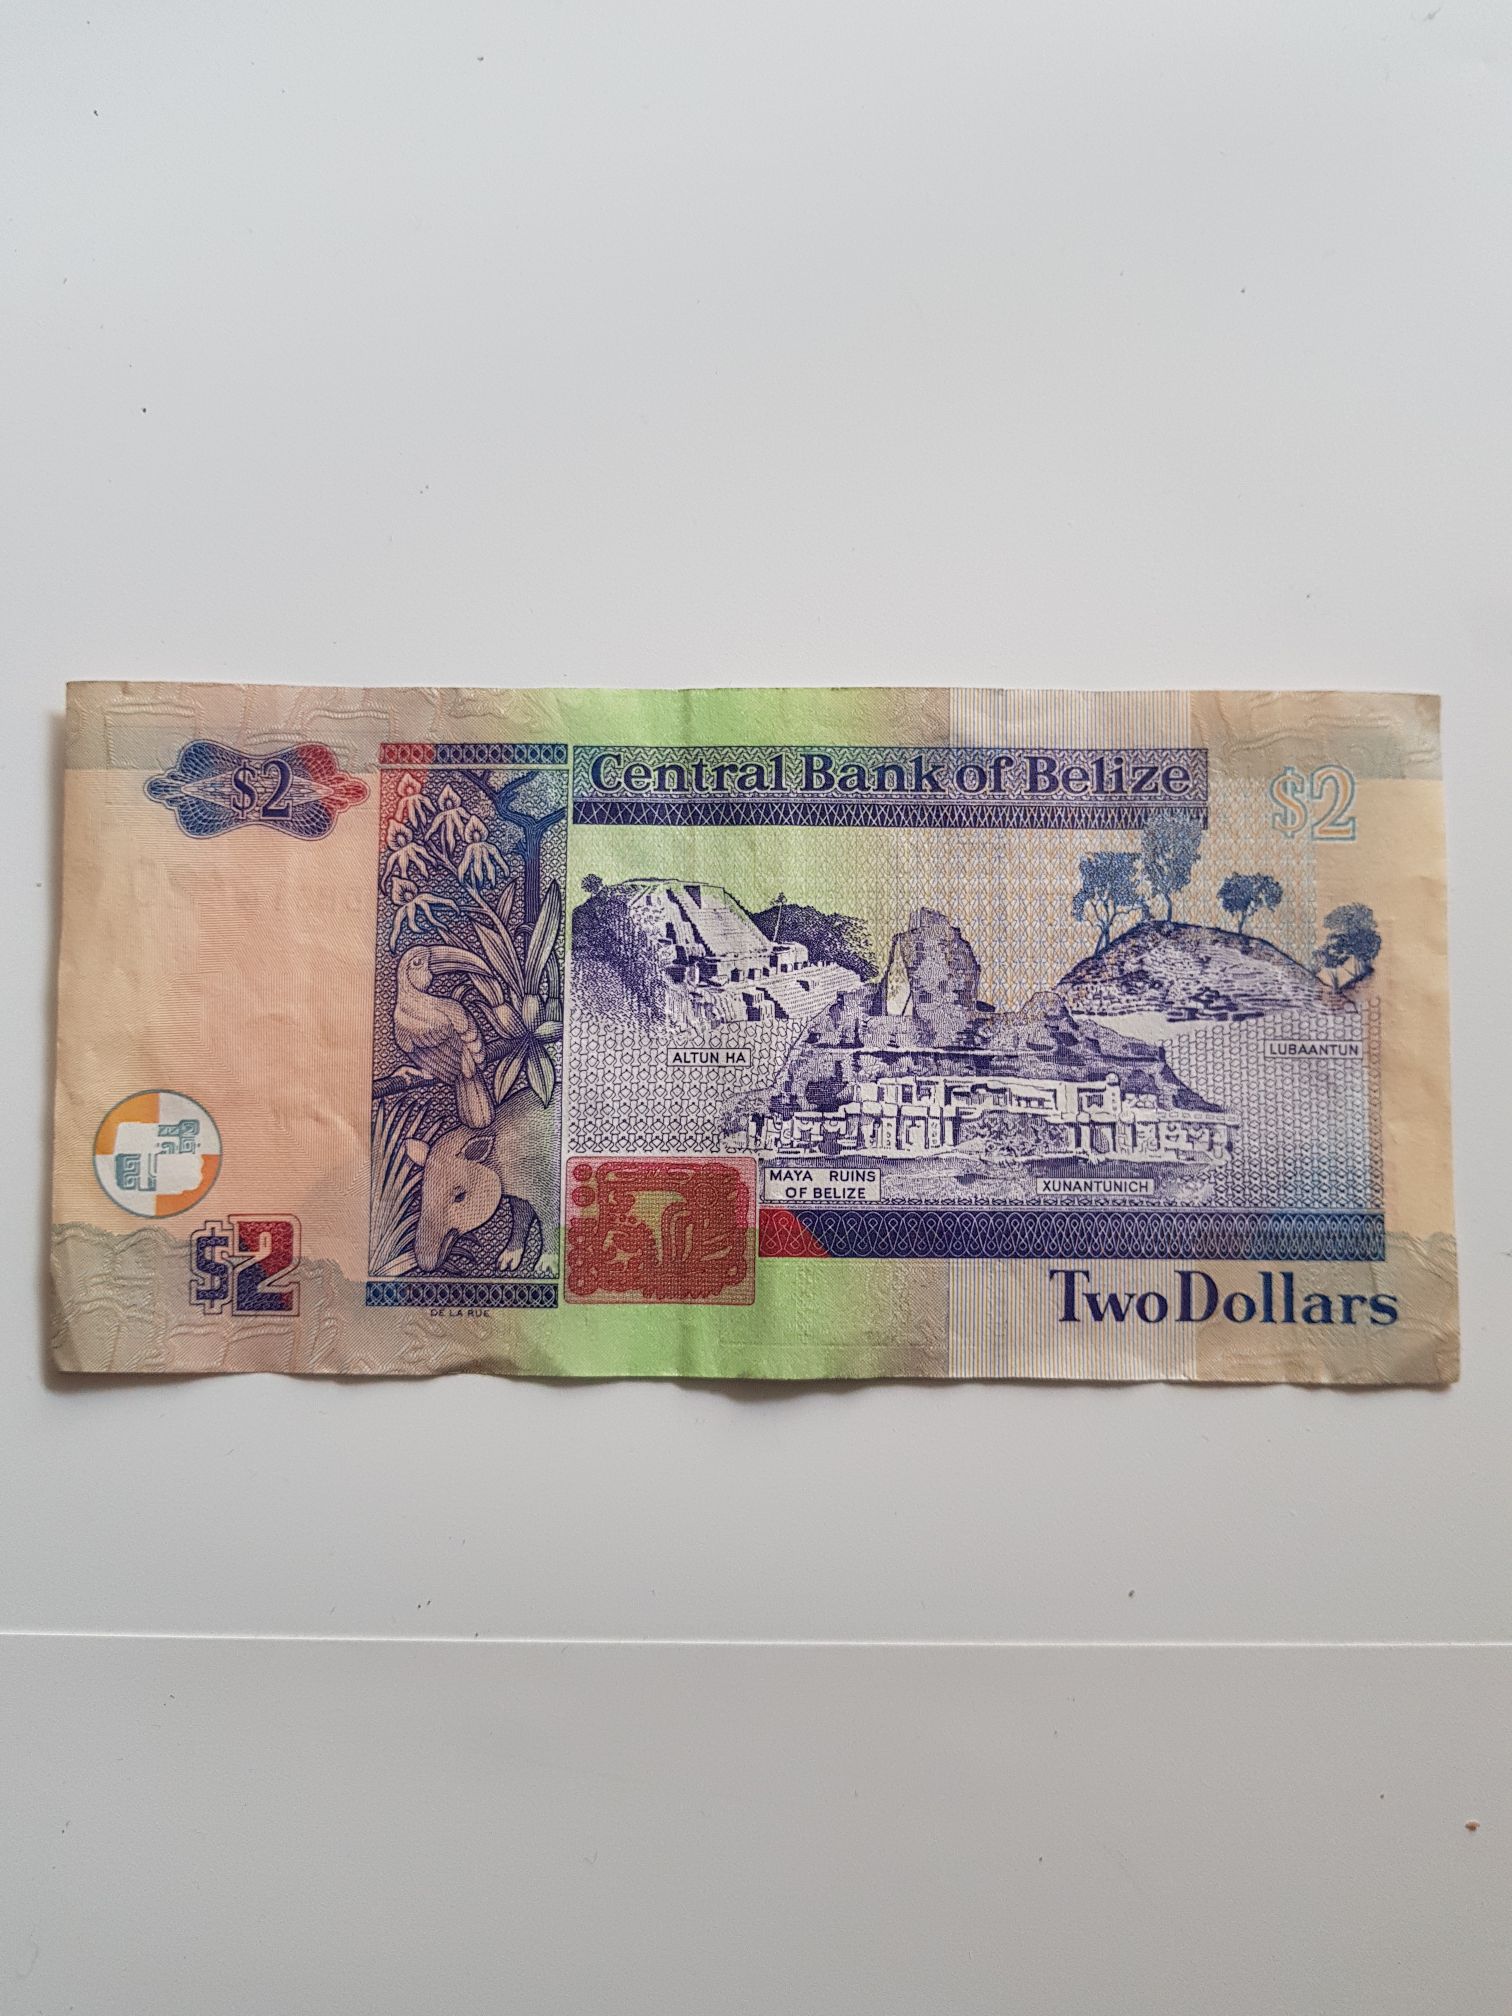 $2
Central Bank of Belize
$2
ALTUN HA
LUBAANTUN
MAYA RUINS
OF BELIZE
XUNANTUNICH
$2
Two Dollars
DE LA RUE